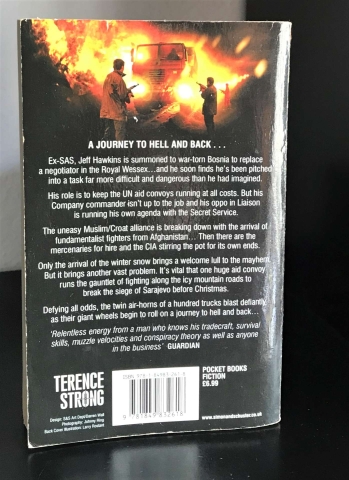 A JOURNEY TO HELL AND BACK . . .
Ex-SAS, Jeff Hawkins is summoned to war-torn Bosnia to replace
a negotiator in the Royal Wessex...and he soon finds he's been pitched
into a task far more difficult and dangerous than he had imagined.
His role is to keep the UN aid convoys running at all costs. But his
Company commander isn't up to the job and his oppo in Liaison
is running his own agenda with the Secret Service.
The uneasy Muslim/Croat alliance is breaking down with the arrival of
fundamentalist fighters from Afghanistan... Then there are the
mercenaries for hire and the CIA stirring the pot for its own ends.
Only the arrival of the winter snow brings a welcome lull to the mayhem.
But it brings another vast problem. It's vital that one huge aid convoy
runs the gauntlet of fighting along the icy mountain roads to
break the siege of Sarajevo before Christmas.
Defying all odds, the twin air-horns of a hundred trucks blast defiantly
as their giant wheels begin to roll on a journey to hell and back...
'Relentless energy from a man who knows his tradecraft, survival
skills, muzzle velocities and conspiracy theory as well as anyone
in the business' GUARDIAN
TERENCE
STRONG
Photography: Johnny Ring
POCKET BOOKS
FICTION
£6.99
www.simonandschuster.co.uk